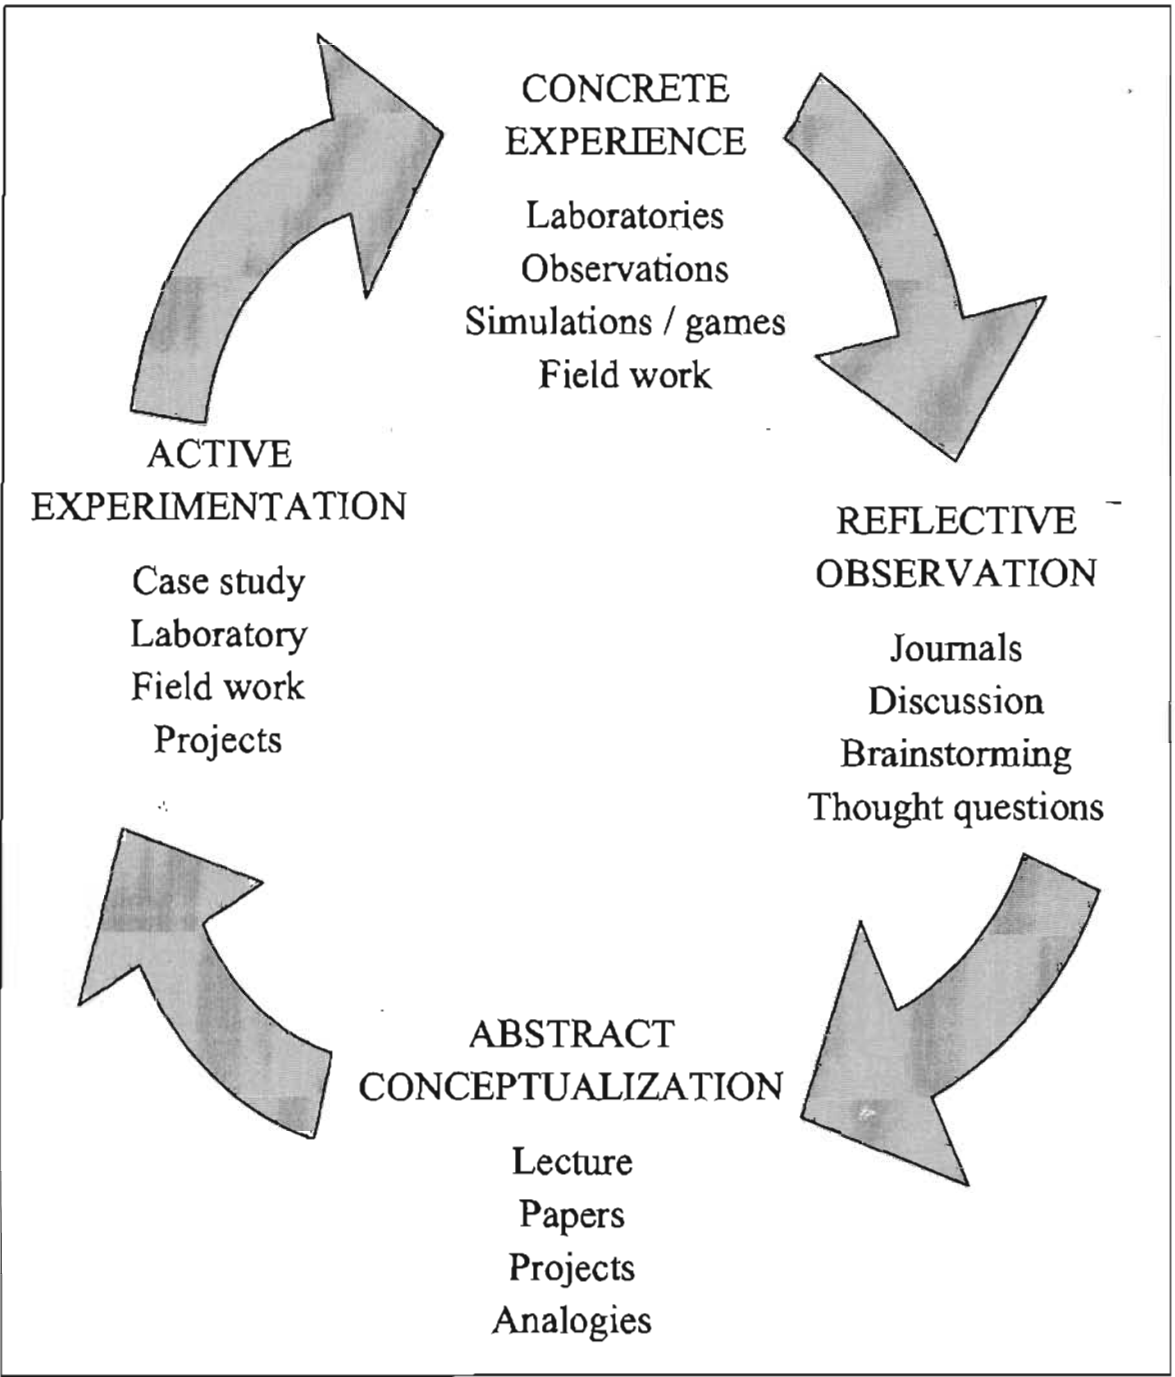 CONCRETE
EXPERIENCE
Laboratories
Observations
Simulations / games
Field work
REFLECTIVE
OBSERVATION
Journals
Discussion
Brainstorming
Thought questions
ABSTRACT
CONCEPTUALIZATION
Lecture
Papers
Projects
Analogies
ACTIVE
EXPERIMENTATION
Case study
Laboratory
Field work
Projects